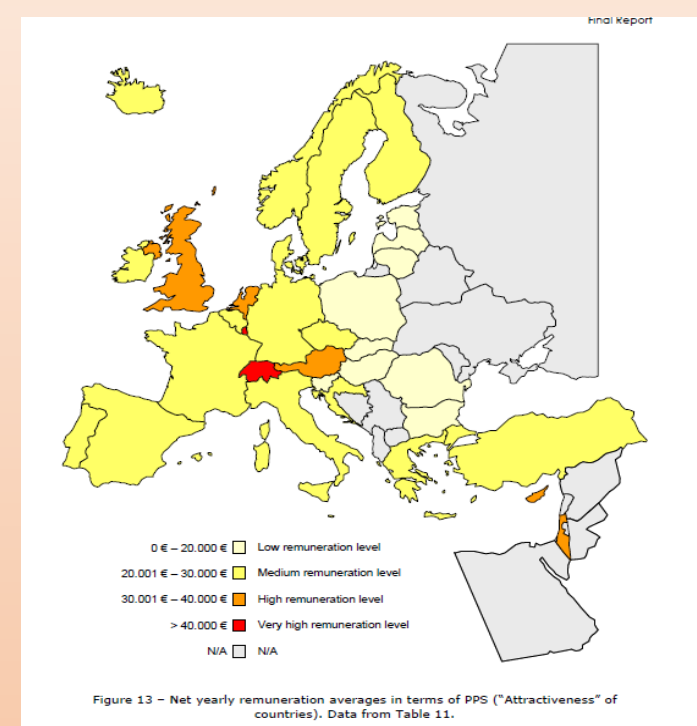 Final Report
0 € – 20.000 € Low remuneration level
20.001 € – 30.000 € Medium remuneration level
30.001 € – 40.000 € High remuneration level
> 40.000 € Very high remuneration level
N/A N/A
Figure 13 – Net yearly remuneration averages in terms of PPS (“Attractiveness” of
countries). Data from Table 11.